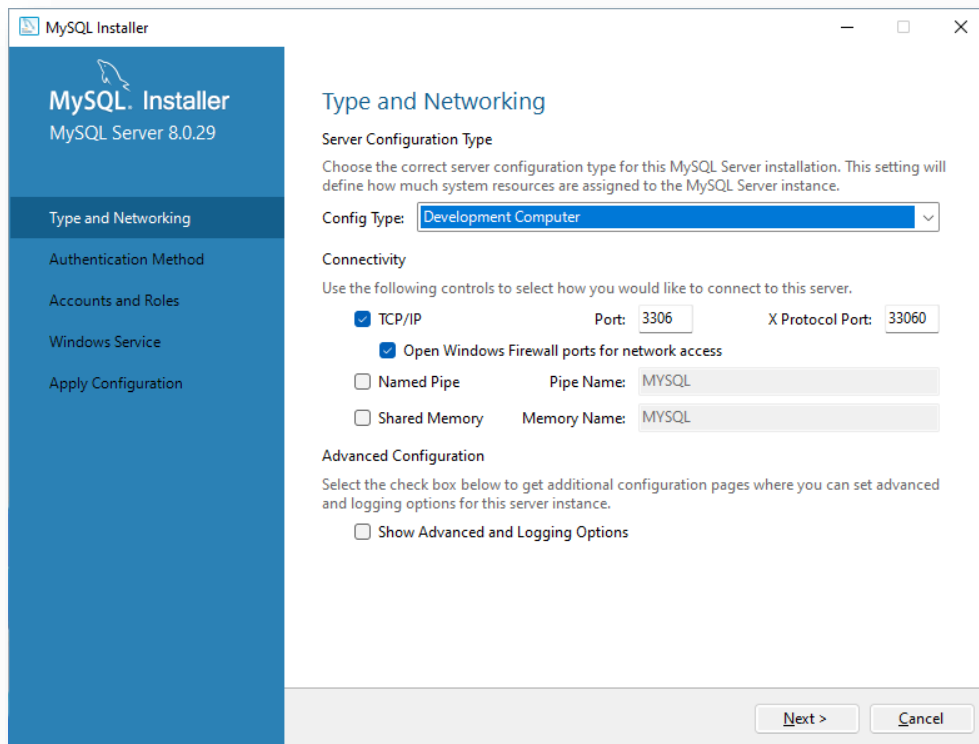 MySQL Installer
MySQL. Installer
MySQL Server 8.0.29
Type and Networking
Authentication Method
Accounts and Roles
Windows Service
Apply Configuration
Type and Networking
Server Configuration Type
Choose the correct server configuration type for this MySQL Server installation. This setting will
define how much system resources are assigned to the MySQL Server instance.
Config Type: Development Computer
Connectivity
Use the following controls to select how you would like to connect to this server.
TCP/IP Port: 3306 X Protocol Port: 33060
Open Windows Firewall ports for network access
Named Pipe Pipe Name: MYSQL
Shared Memory Memory Name: MYSQL
Advanced Configuration
Select the check box below to get additional configuration pages where you can set advanced
and logging options for this server instance.
Show Advanced and Logging Options
Next > Cancel